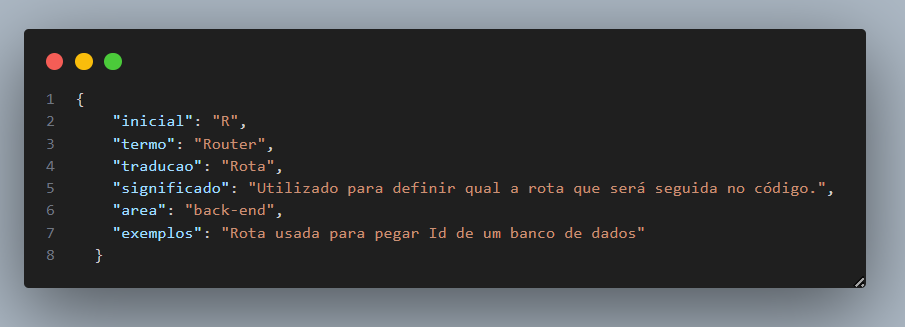 1 {
2 "inicial": "R",
3 "termo": "Router",
4 "traducao": "Rota",
5 "significado": "Utilizado para definir qual a rota que será seguida no código.",
6 "area": "back-end",
7 "exemplos": "Rota usada para pegar Id de um banco de dados"
8 }